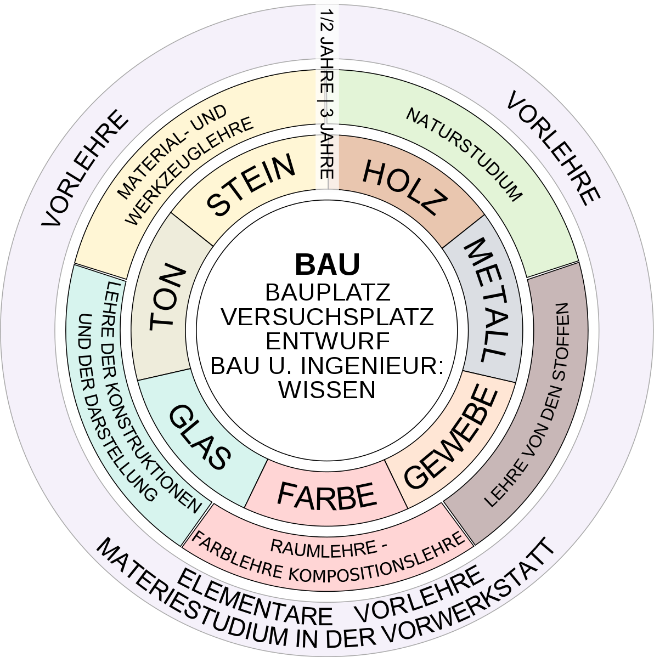 1/2 JAHRE | 3 JAHRE
VORLEHRE
VORLEHRE
ELEMENTARE VORLEHRE
MATERIESTUDIUM IN DER VORWERKSTATT
MATERIAL- UND
WERKZEUGLEHRE
NATURSTUDIUM
LEHRE VON DEN STOFFEN
RAUMLEHRE -
FARBLEHRE KOMPOSITIONSLEHRE
LEHRE DER KONSTRUKTIONEN
UND DER DARSTELLUNG
STEIN
HOLZ
METALL
GEWEBE
FARBE
GLAS
TON
BAU
BAUPLATZ
VERSUCHSPLATZ
ENTWURF
BAU U. INGENIEUR:
WISSEN